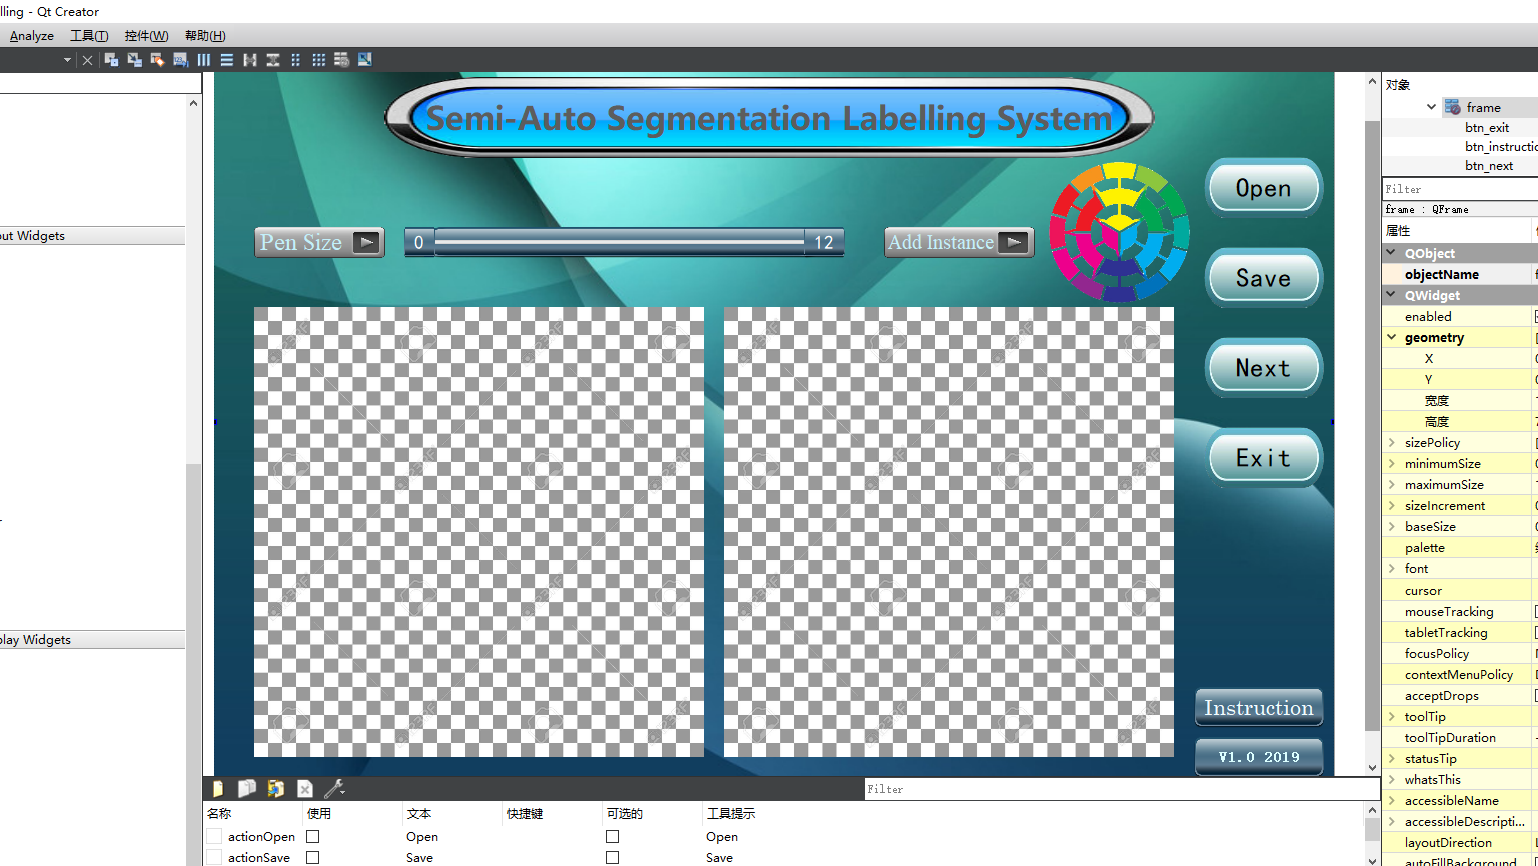 lling - Qt Creator
Analyze 工具(T) 控件(W) 帮助(H)
Semi-Auto Segmentation Labelling System
Pen Size
0
12
Add Instance
Open
Save
Next
Exit
Instruction
V1.0 2019
out Widgets
play Widgets
对象
frame
btn_exit
btn_instructio
btn_next
Filter
frame : QFrame
属性
QObject
objectName
QWidget
enabled
geometry
X
Y
宽度
高度
sizePolicy
minimumSize
maximumSize
sizeIncrement
baseSize
palette
font
cursor
mouseTracking
tabletTracking
focusPolicy
contextMenuPolicy
acceptDrops
toolTip
toolTipDuration
statusTip
whatsThis
accessibleName
accessibleDescripti...
layoutDirection
autoFillBackground
Filter
名称 使用 文本 快捷键 可选的 工具提示
actionOpen Open Open
actionSave Save Save